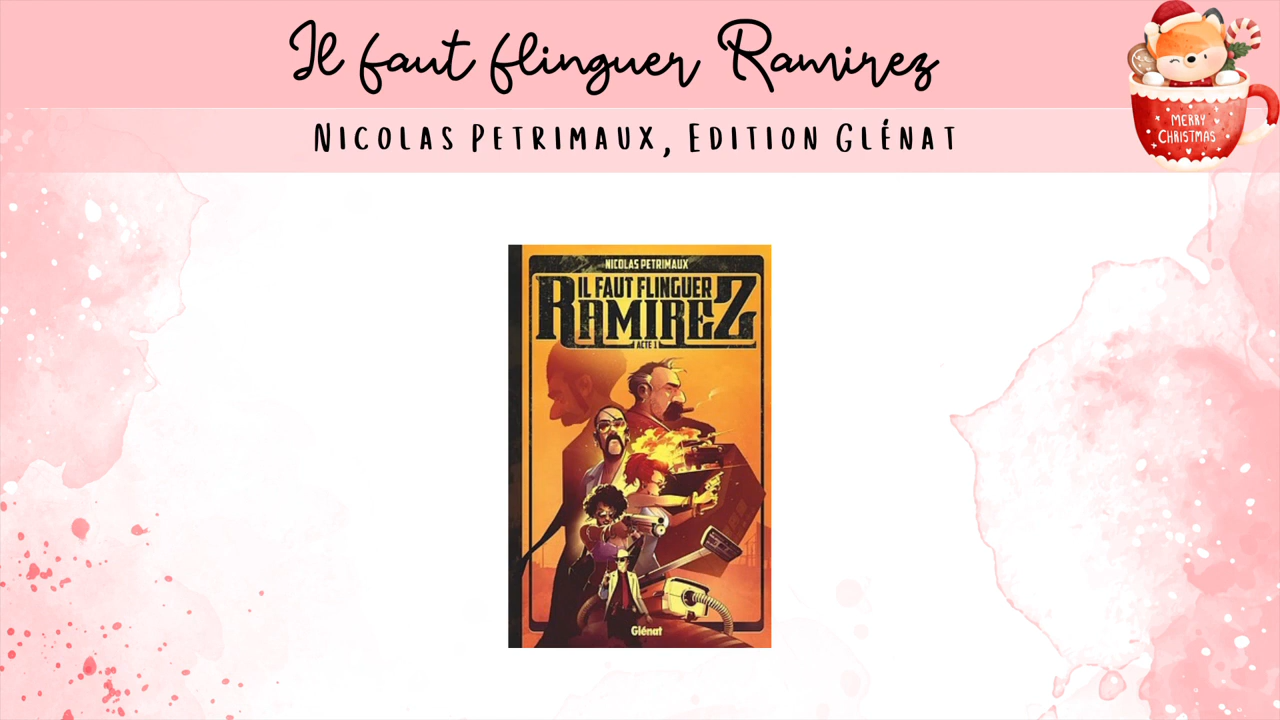 Il faut flinguer Ramirez
Nicolas Petrimaux, Edition Glénat
MERRY
CHRISTMAS
NICOLAS PETRIMAUX
IL FAUT FLINGUER
RAMIREZ
ACTE 1
Glénat